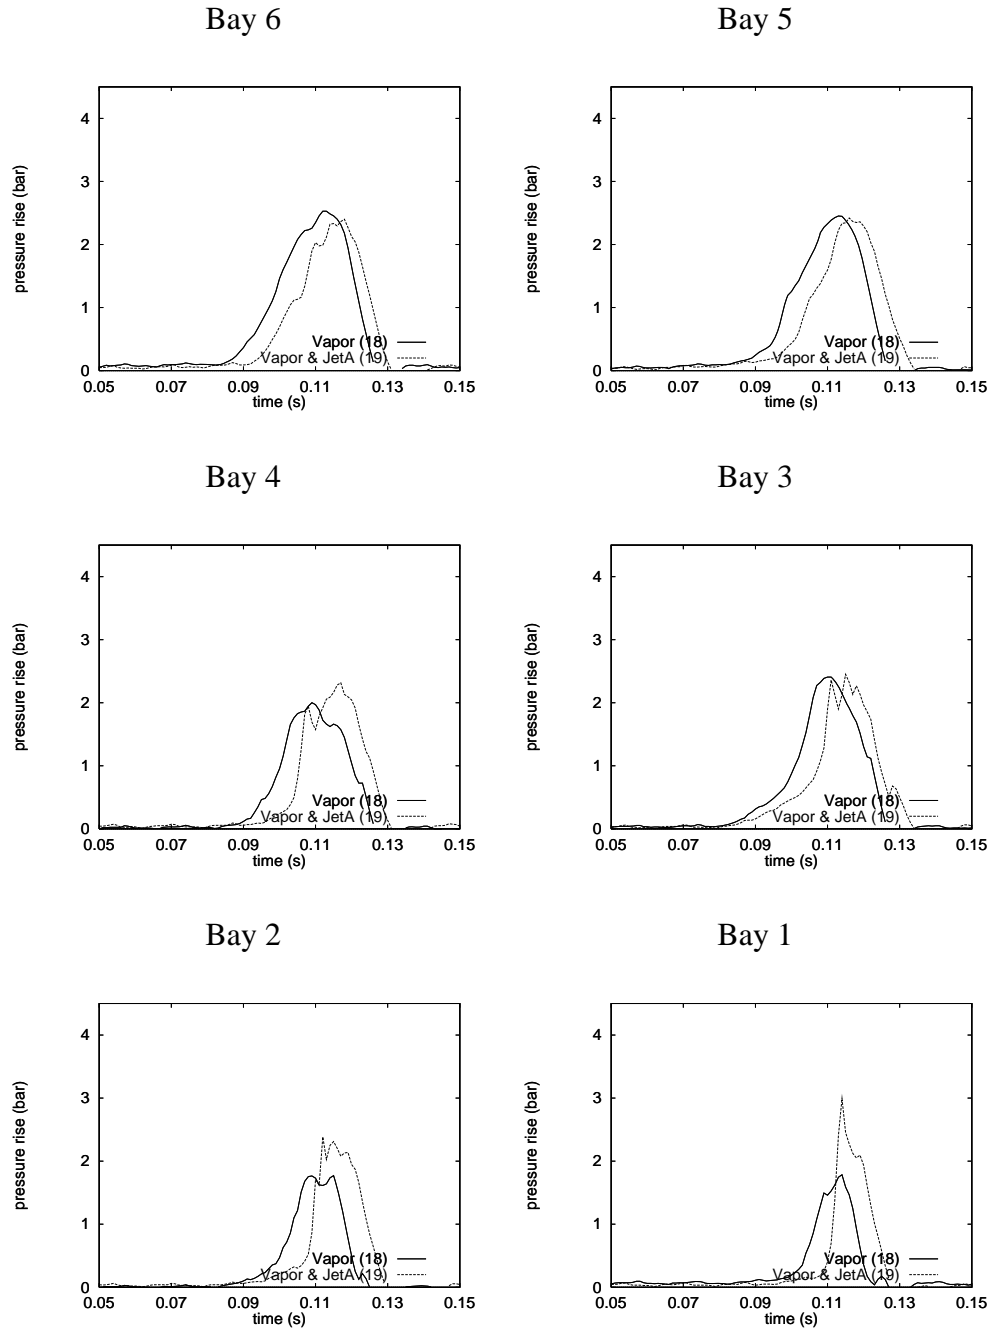 Bay 6
4
3
2
1
0
pressure rise (bar)
Vapor (18)
Vapor & JetA (19)
0.05 0.07 0.09 0.11 0.13 0.15
time (s)
Bay 5
4
3
2
1
0
pressure rise (bar)
Vapor (18)
Vapor & JetA (19)
0.05 0.07 0.09 0.11 0.13 0.15
time (s)
Bay 4
4
3
2
1
0
pressure rise (bar)
Vapor (18)
Vapor & JetA (19)
0.05 0.07 0.09 0.11 0.13 0.15
time (s)
Bay 3
4
3
2
1
0
pressure rise (bar)
Vapor (18)
Vapor & JetA (19)
0.05 0.07 0.09 0.11 0.13 0.15
time (s)
Bay 2
4
3
2
1
0
pressure rise (bar)
Vapor (18)
Vapor & JetA (19)
0.05 0.07 0.09 0.11 0.13 0.15
time (s)
Bay 1
4
3
2
1
0
pressure rise (bar)
Vapor (18)
Vapor & JetA (19)
0.05 0.07 0.09 0.11 0.13 0.15
time (s)